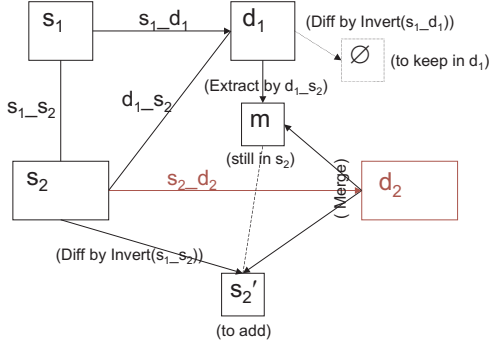 s₁
s₁_d₁
d₁
(Diff by Invert(s₁_d₁))
∅
(to keep in d₁)
(Extract by d₁_s₂)
s₁_s₂
d₁_s₂
m
(still in s₂)
s₂
s₂_d₂
d₂
( Merge)
(Diff by Invert(s₁_s₂))
s₂′
(to add)